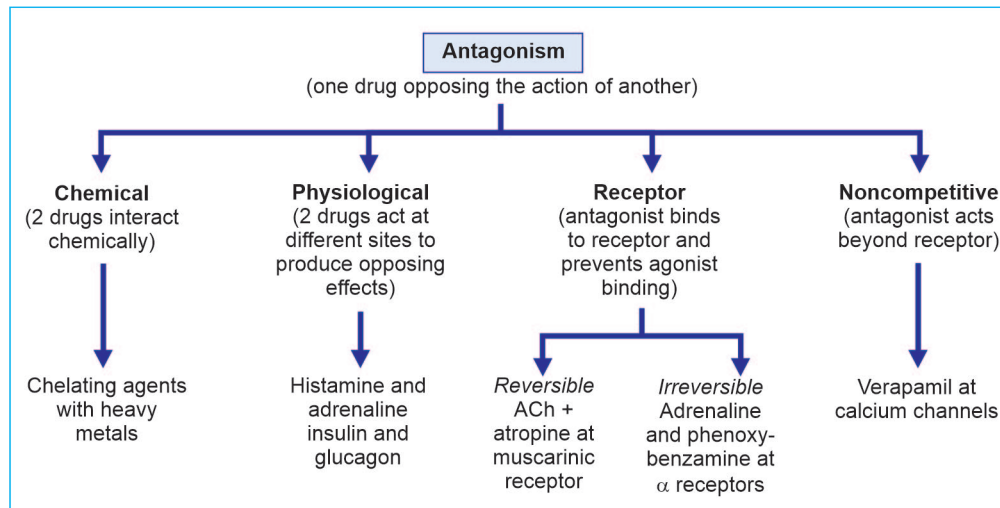 Antagonism
(one drug opposing the action of another)
Chemical
(2 drugs interact
chemically)
Chelating agents
with heavy
metals
Physiological
(2 drugs act at
different sites to
produce opposing
effects)
Histamine and
adrenaline
insulin and
glucagon
Receptor
(antagonist binds
to receptor and
prevents agonist
binding)
Reversible
ACh +
atropine at
muscarinic
receptor
Irreversible
Adrenaline
and phenoxy-
benzamine at
α receptors
Noncompetitive
(antagonist acts
beyond receptor)
Verapamil at
calcium channels